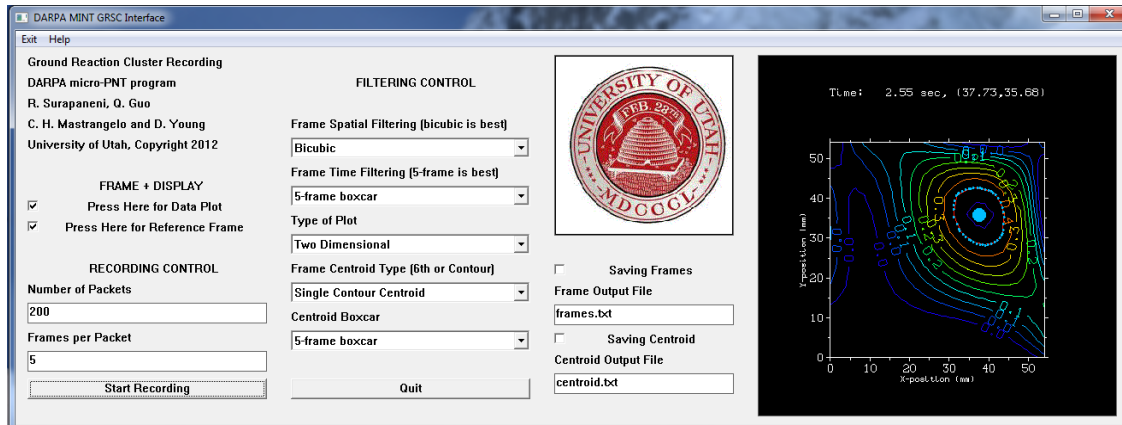 DARPA MINT GRSC Interface
Exit Help
Ground Reaction Cluster Recording
DARPA micro-PNT program
R. Surapaneni, Q. Guo
C. H. Mastrangelo and D. Young
University of Utah, Copyright 2012
FRAME + DISPLAY
Press Here for Data Plot
Press Here for Reference Frame
RECORDING CONTROL
Number of Packets
200
Frames per Packet
5
Start Recording
FILTERING CONTROL
Frame Spatial Filtering (bicubic is best)
Bicubic
Frame Time Filtering (5-frame is best)
5-frame boxcar
Type of Plot
Two Dimensional
Frame Centroid Type (6th or Contour)
Single Contour Centroid
Centroid Boxcar
5-frame boxcar
Quit
UNIVERSITY OF UTAH
FEB. 28TH
MDCCCL
Saving Frames
Frame Output File
frames.txt
Saving Centroid
Centroid Output File
centroid.txt
Time: 2.55 sec, (37.73,35.68)
Y-position (mm)
50
40
30
20
10
0
0 10 20 30 40 50
X-position (mm)